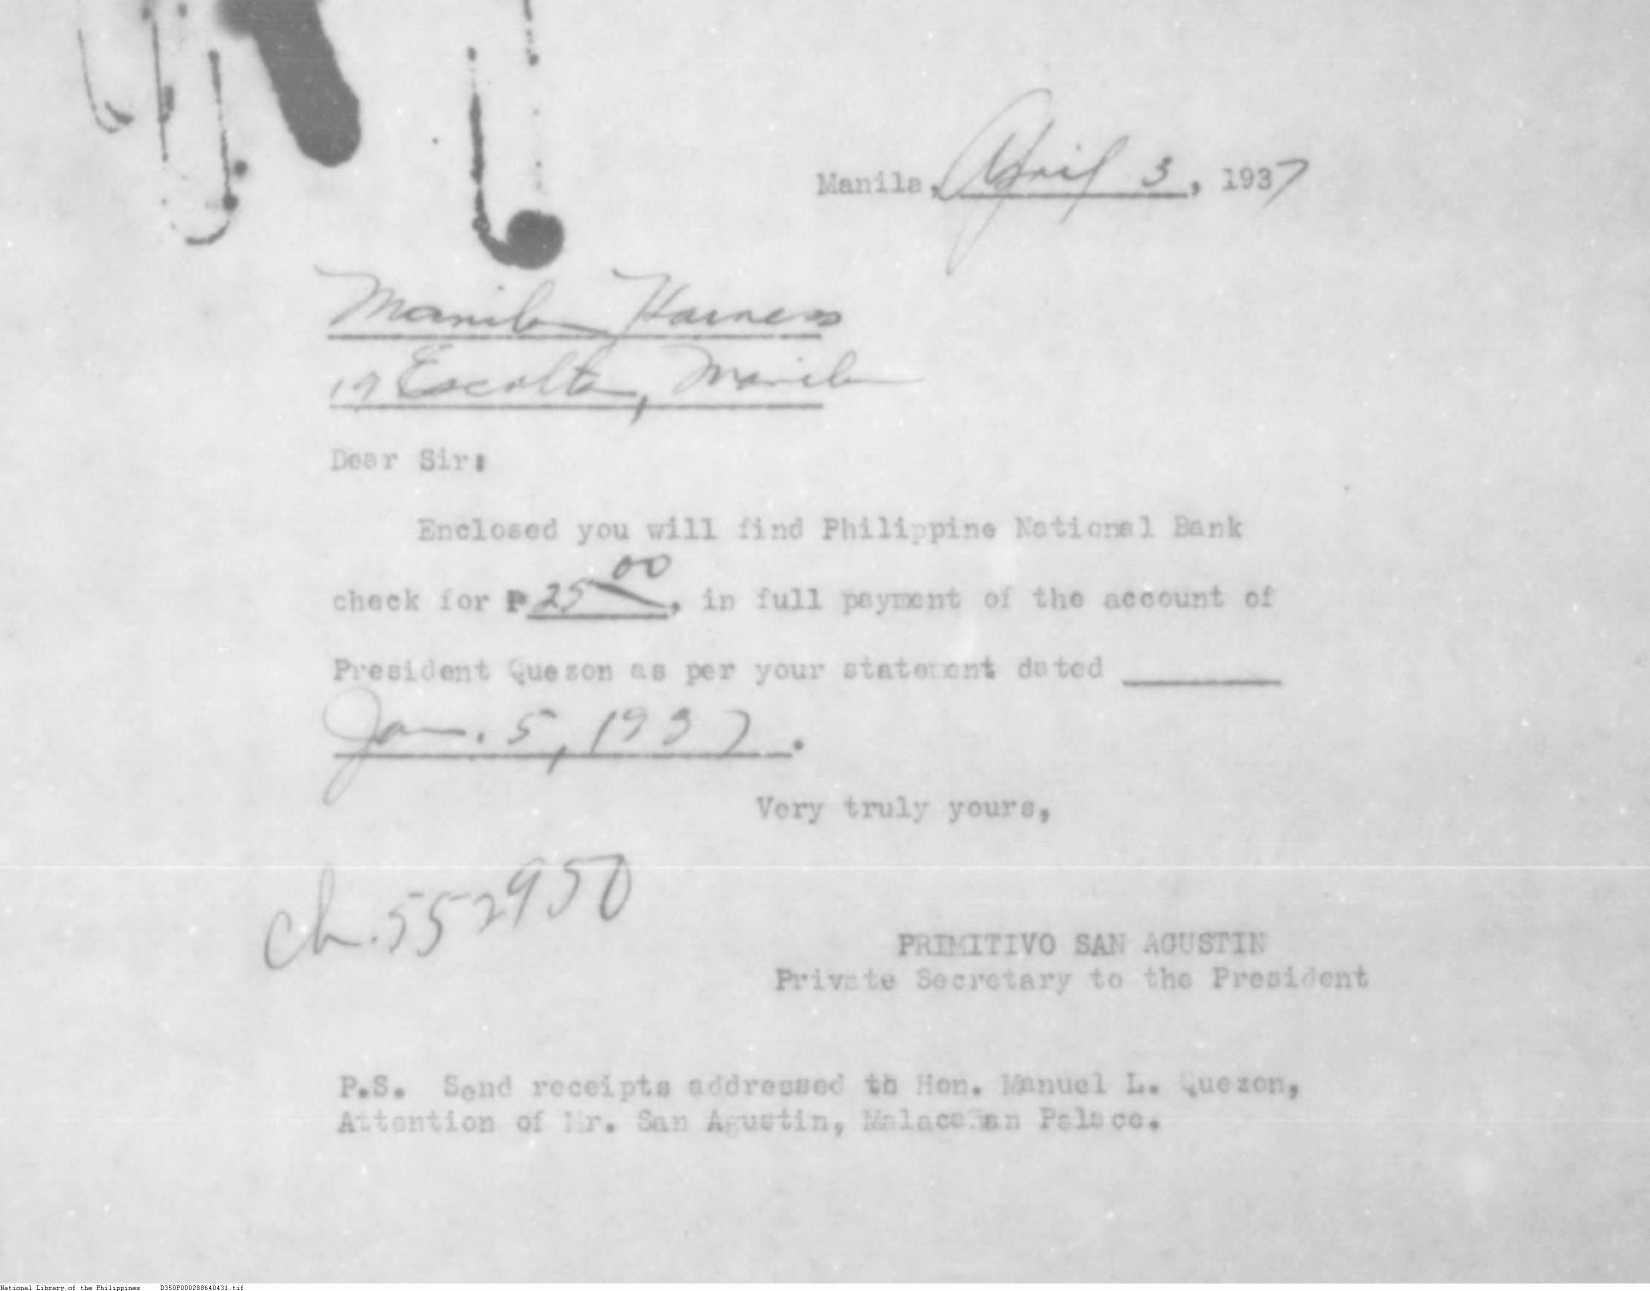 Manila, April 3, 1937
Manila Harness
17 Escolta, Manila
Dear Sir:
Enclosed you will find Philippine National Bank
check for ₱25 00, in full payment of the account of
President Quezon as per your statement dated
Jan. 5, 1937.
Very truly yours,
Ch. 552950
PRIMITIVO SAN AGUSTIN
Private Secretary to the President
P.S. Send receipts addressed to Hon. Manuel L. Quezon,
Attention of Mr. San Agustin, Malacañan Palace.
National Library of the Philippines D350P000288640431.tif